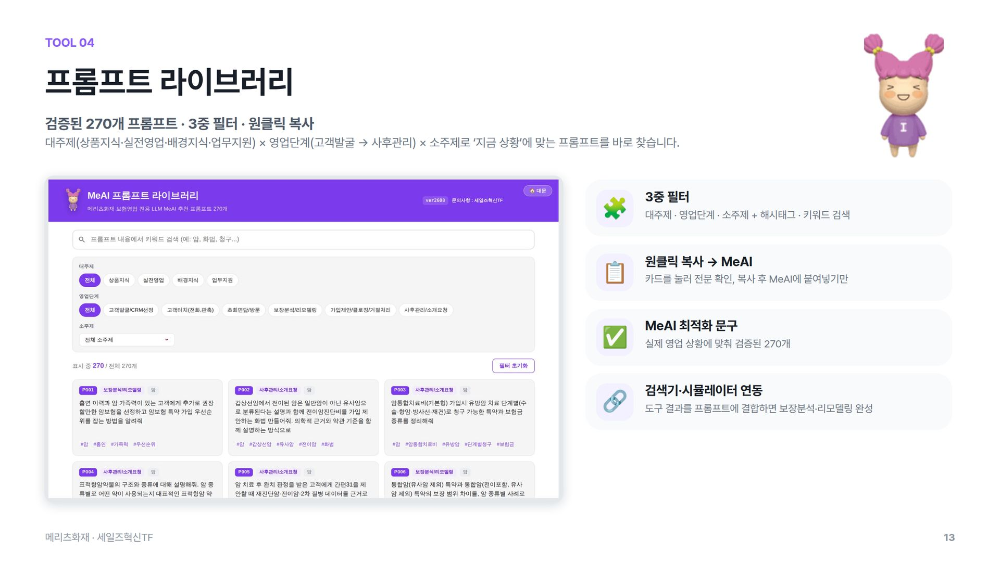 TOOL 04
프롬프트 라이브러리
검증된 270개 프롬프트 · 3중 필터 · 원클릭 복사
대주제(상품지식·실전영업·배경지식·업무지원) × 영업단계(고객발굴 → 사후관리) × 소주제로 ‘지금 상황’에 맞는 프롬프트를 바로 찾습니다.
I
MeAI 프롬프트 라이브러리
메리츠화재 보험영업 전용 LLM MeAI 추천 프롬프트 270개
ver2608 문의사항 : 세일즈혁신TF
대문
프롬프트 내용에서 키워드 검색 (예: 암, 화법, 청구...)
대주제
전체 상품지식 실전영업 배경지식 업무지원
영업단계
전체 고객발굴/CRM선정 고객터치(전화,판촉) 초회면담/방문 보장분석/리모델링 가입제안/클로징/거절처리 사후관리/소개요청
소주제
전체 소주제
표시 중 270 / 전체 270개
필터 초기화
P001 보장분석/리모델링 암
흡연 이력과 암 가족력이 있는 고객에게 추가로 권장
할만한 암보험을 선정하고 암보험 특약 가입 우선순
위를 잡는 방법을 알려줘
#암 #흡연 #가족력 #우선순위
P002 사후관리/소개요청 암
갑상선암에서 전이된 암은 일반암이 아닌 유사암으
로 분류된다는 설명과 함께 전이암진단비를 가입 제
안하는 화법 만들어줘. 의학적 근거와 약관 기준을 함
께 설명하는 방식으로
#암 #갑상선암 #유사암 #전이암 #화법
P003 사후관리/소개요청 암
암통합치료비(기본형) 가입시 유방암 치료 단계별(수
술·항암·방사선·재건)로 청구 가능한 특약과 보험금
종류를 정리해줘
#암 #암통합치료비 #유방암 #단계별청구 #보험금
P004 사후관리/소개요청 암
표적항암약물의 구조와 종류에 대해 설명해줘. 암 종
류별로 어떤 약이 사용되는지 대표적인 표적항암 약
P005 사후관리/소개요청 암
암 치료 후 완치 판정을 받은 고객에게 간편31을 제
안할 때 재진단암·전이암·2차 질병 데이터를 근거로
P006 보장분석/리모델링 암
통합암(유사암 제외) 특약과 통합암(전이포함, 유사
암 제외) 특약의 보장 범위 차이를, 암 종류별 사례로
3중 필터
대주제 · 영업단계 · 소주제 + 해시태그 · 키워드 검색
원클릭 복사 → MeAI
카드를 눌러 전문 확인, 복사 후 MeAI에 붙여넣기만
MeAI 최적화 문구
실제 영업 상황에 맞춰 검증된 270개
검색기·시뮬레이터 연동
도구 결과를 프롬프트에 결합하면 보장분석·리모델링 완성
메리츠화재 · 세일즈혁신TF
13